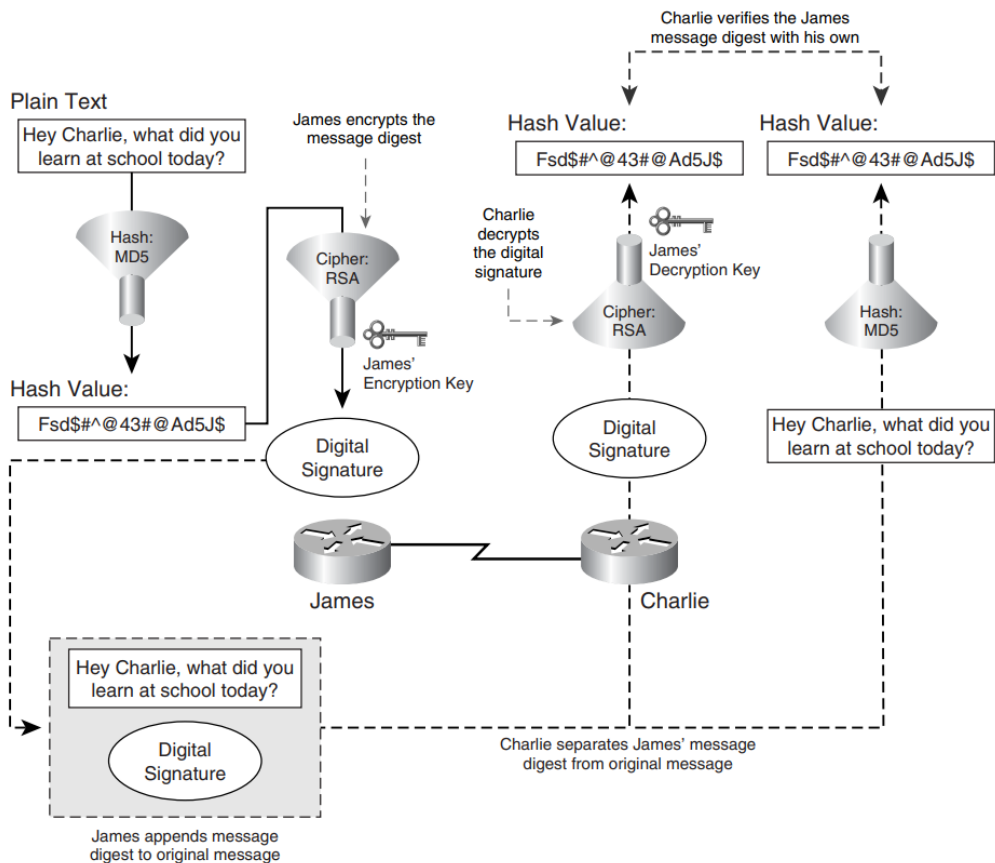 Plain Text
Hey Charlie, what did you
learn at school today?
Hash:
MD5
Hash Value:
Fsd$#^@43#@Ad5J$
James encrypts the
message digest
Cipher:
RSA
James'
Encryption Key
Digital
Signature
James
Hey Charlie, what did you
learn at school today?
Digital
Signature
James appends message
digest to original message
Charlie verifies the James
message digest with his own
Hash Value:
Fsd$#^@43#@Ad5J$
Charlie
decrypts
the digital
signature
James'
Decryption Key
Cipher:
RSA
Digital
Signature
Charlie
Hash Value:
Fsd$#^@43#@Ad5J$
Hash:
MD5
Hey Charlie, what did you
learn at school today?
Charlie separates James' message
digest from original message